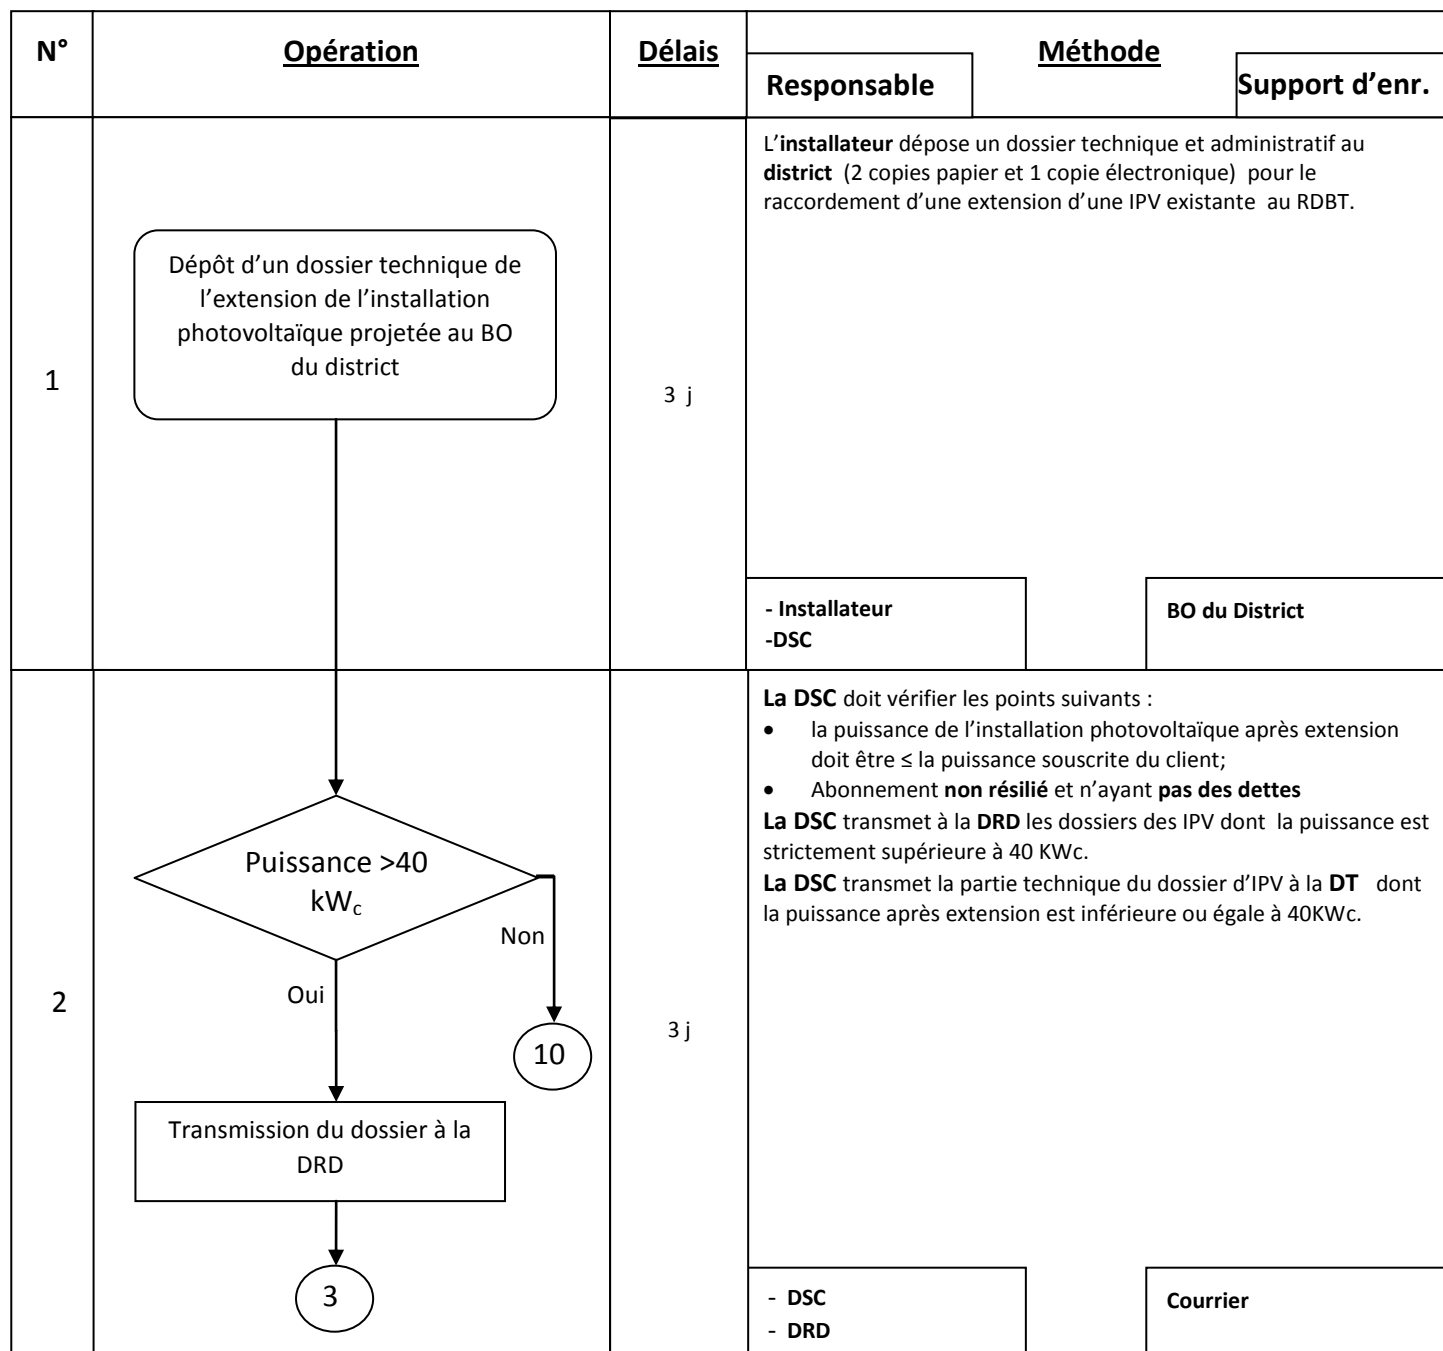 N°
Opération
Délais
Méthode
Responsable
Support d’enr.
1
Dépôt d’un dossier technique de
l’extension de l’installation
photovoltaïque projetée au BO
du district
3 j
L’installateur dépose un dossier technique et administratif au
district (2 copies papier et 1 copie électronique) pour le
raccordement d’une extension d’une IPV existante au RDBT.
- Installateur
-DSC
BO du District
2
Puissance >40
kWc
Non
Oui
10
Transmission du dossier à la
DRD
3
3 j
La DSC doit vérifier les points suivants :
• la puissance de l’installation photovoltaïque après extension
doit être ≤ la puissance souscrite du client;
• Abonnement non résilié et n’ayant pas des dettes
La DSC transmet à la DRD les dossiers des IPV dont la puissance est
strictement supérieure à 40 KWc.
La DSC transmet la partie technique du dossier d’IPV à la DT dont
la puissance après extension est inférieure ou égale à 40KWc.
- DSC
- DRD
Courrier